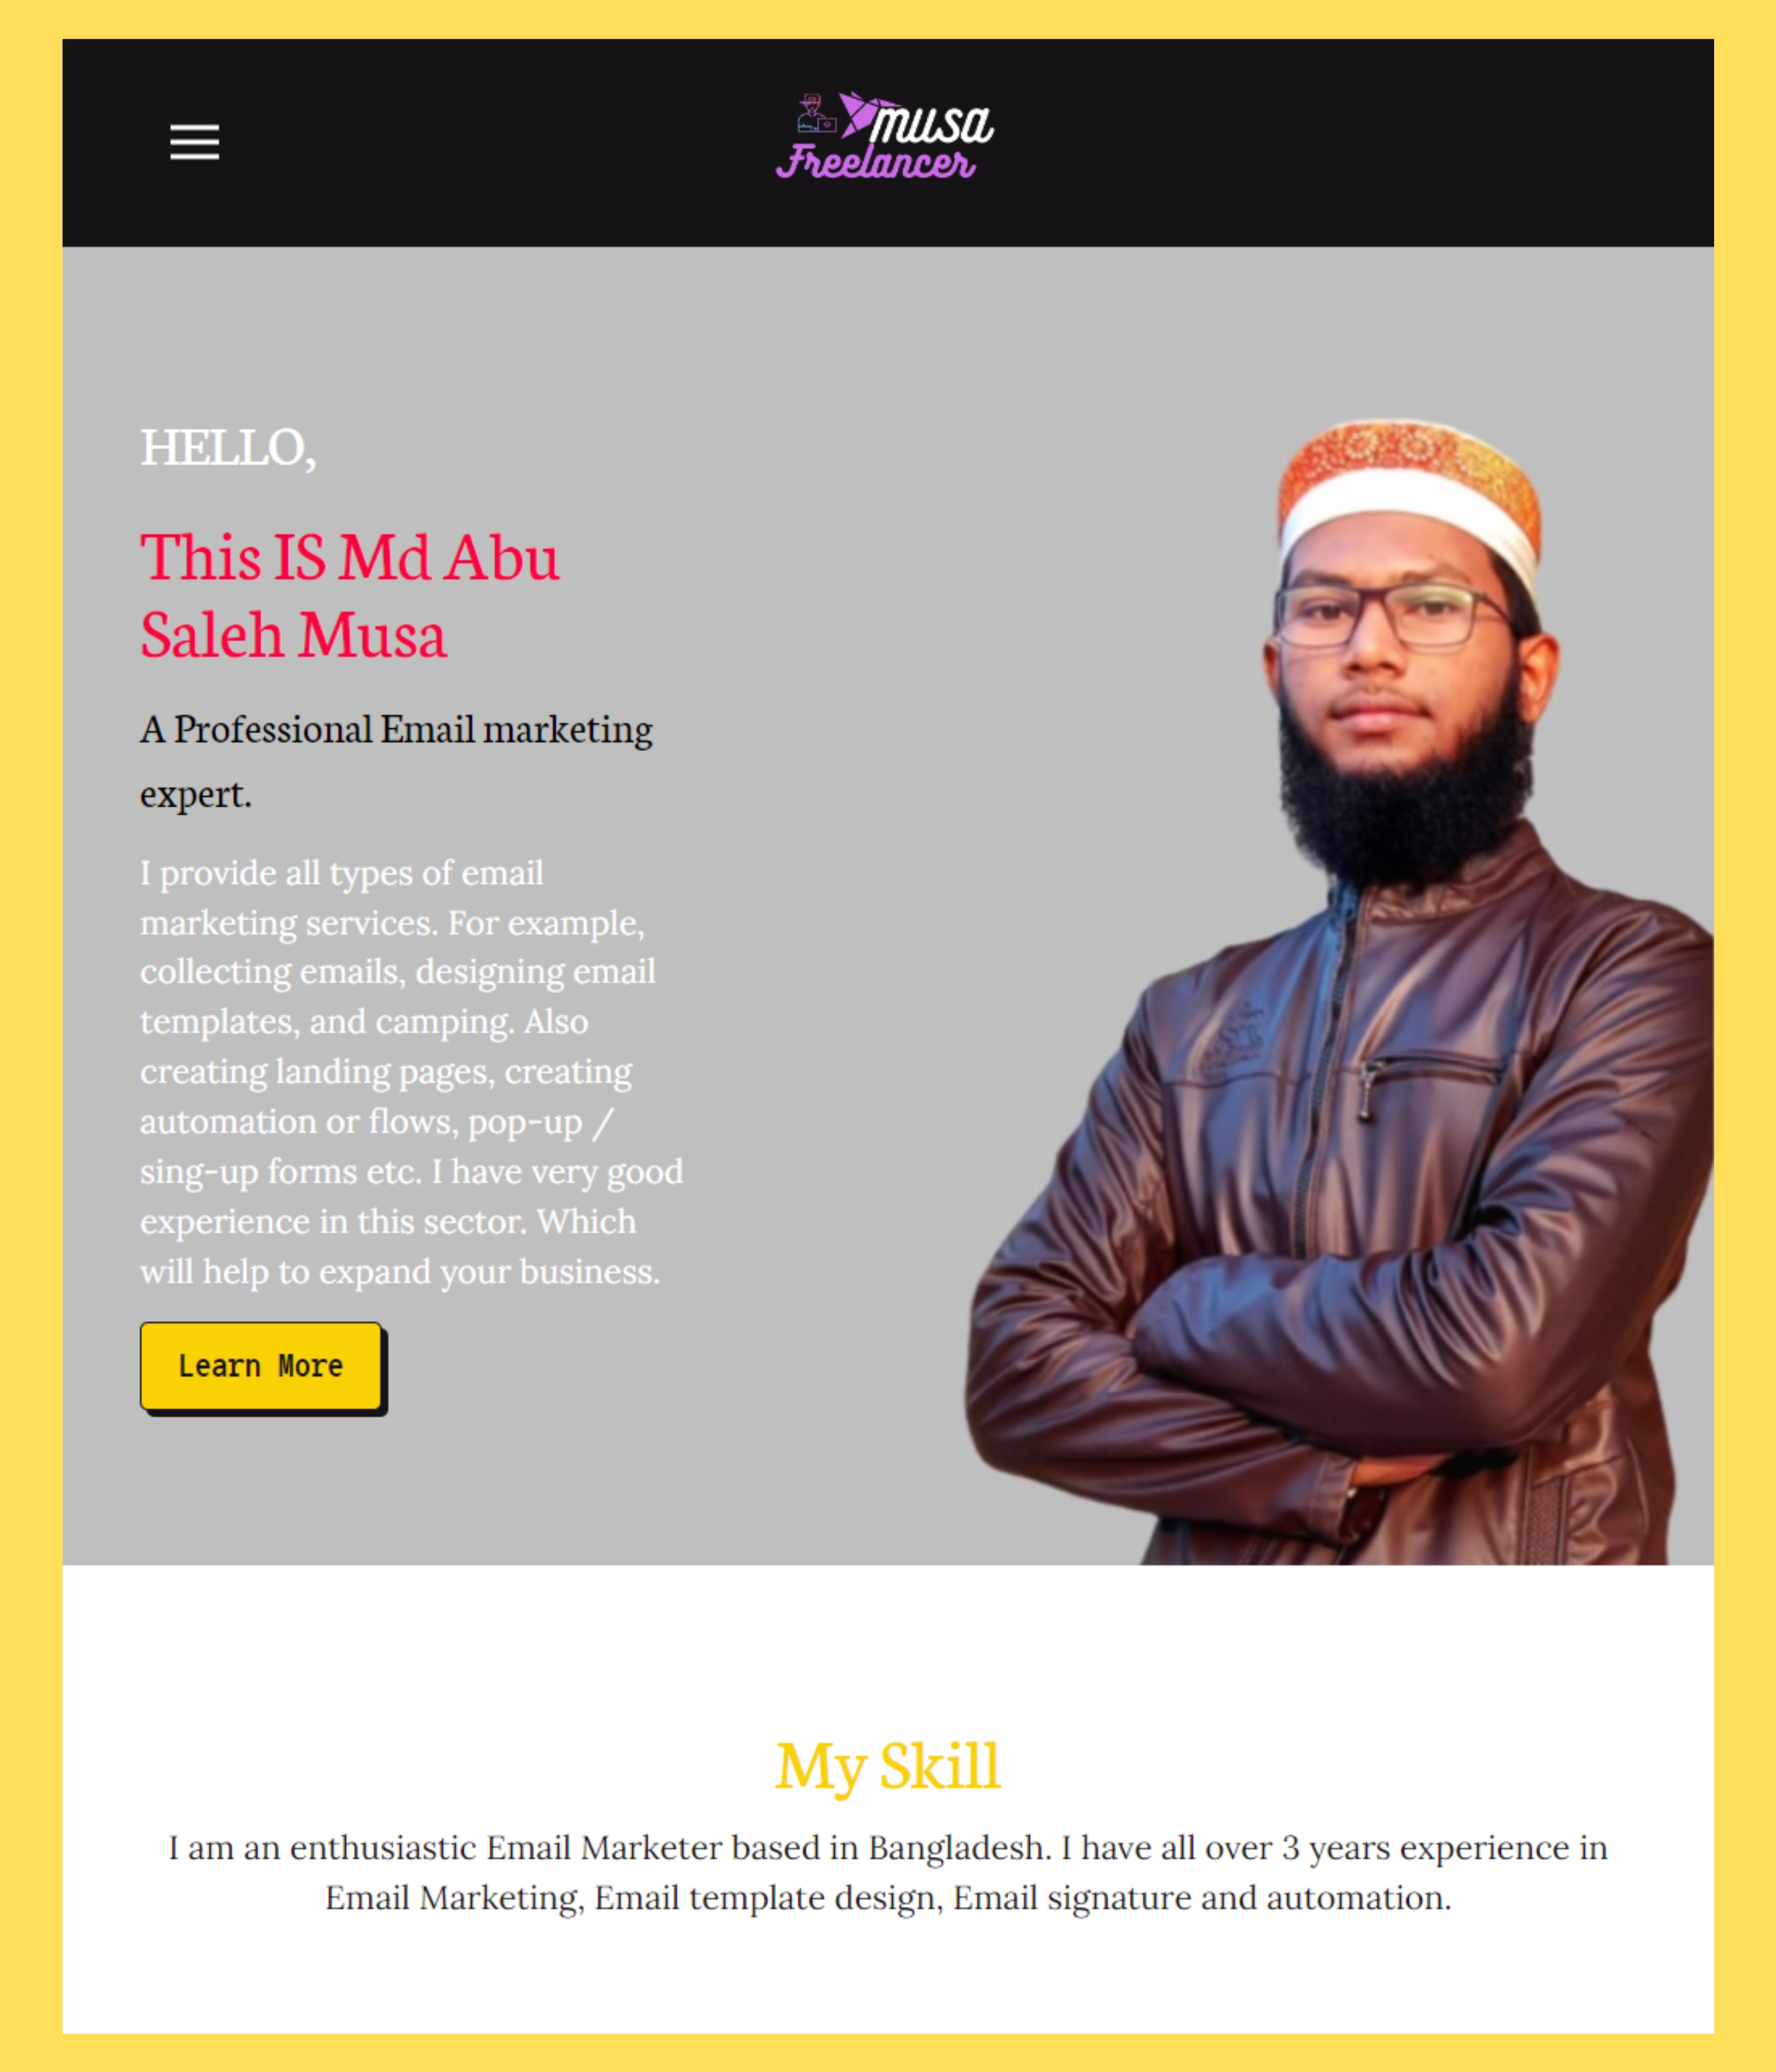 musa
Freelancer
HELLO,
This IS Md Abu
Saleh Musa
A Professional Email marketing
expert.
I provide all types of email
marketing services. For example,
collecting emails, designing email
templates, and camping. Also
creating landing pages, creating
automation or flows, pop-up /
sing-up forms etc. I have very good
experience in this sector. Which
will help to expand your business.
Learn More
My Skill
I am an enthusiastic Email Marketer based in Bangladesh. I have all over 3 years experience in
Email Marketing, Email template design, Email signature and automation.